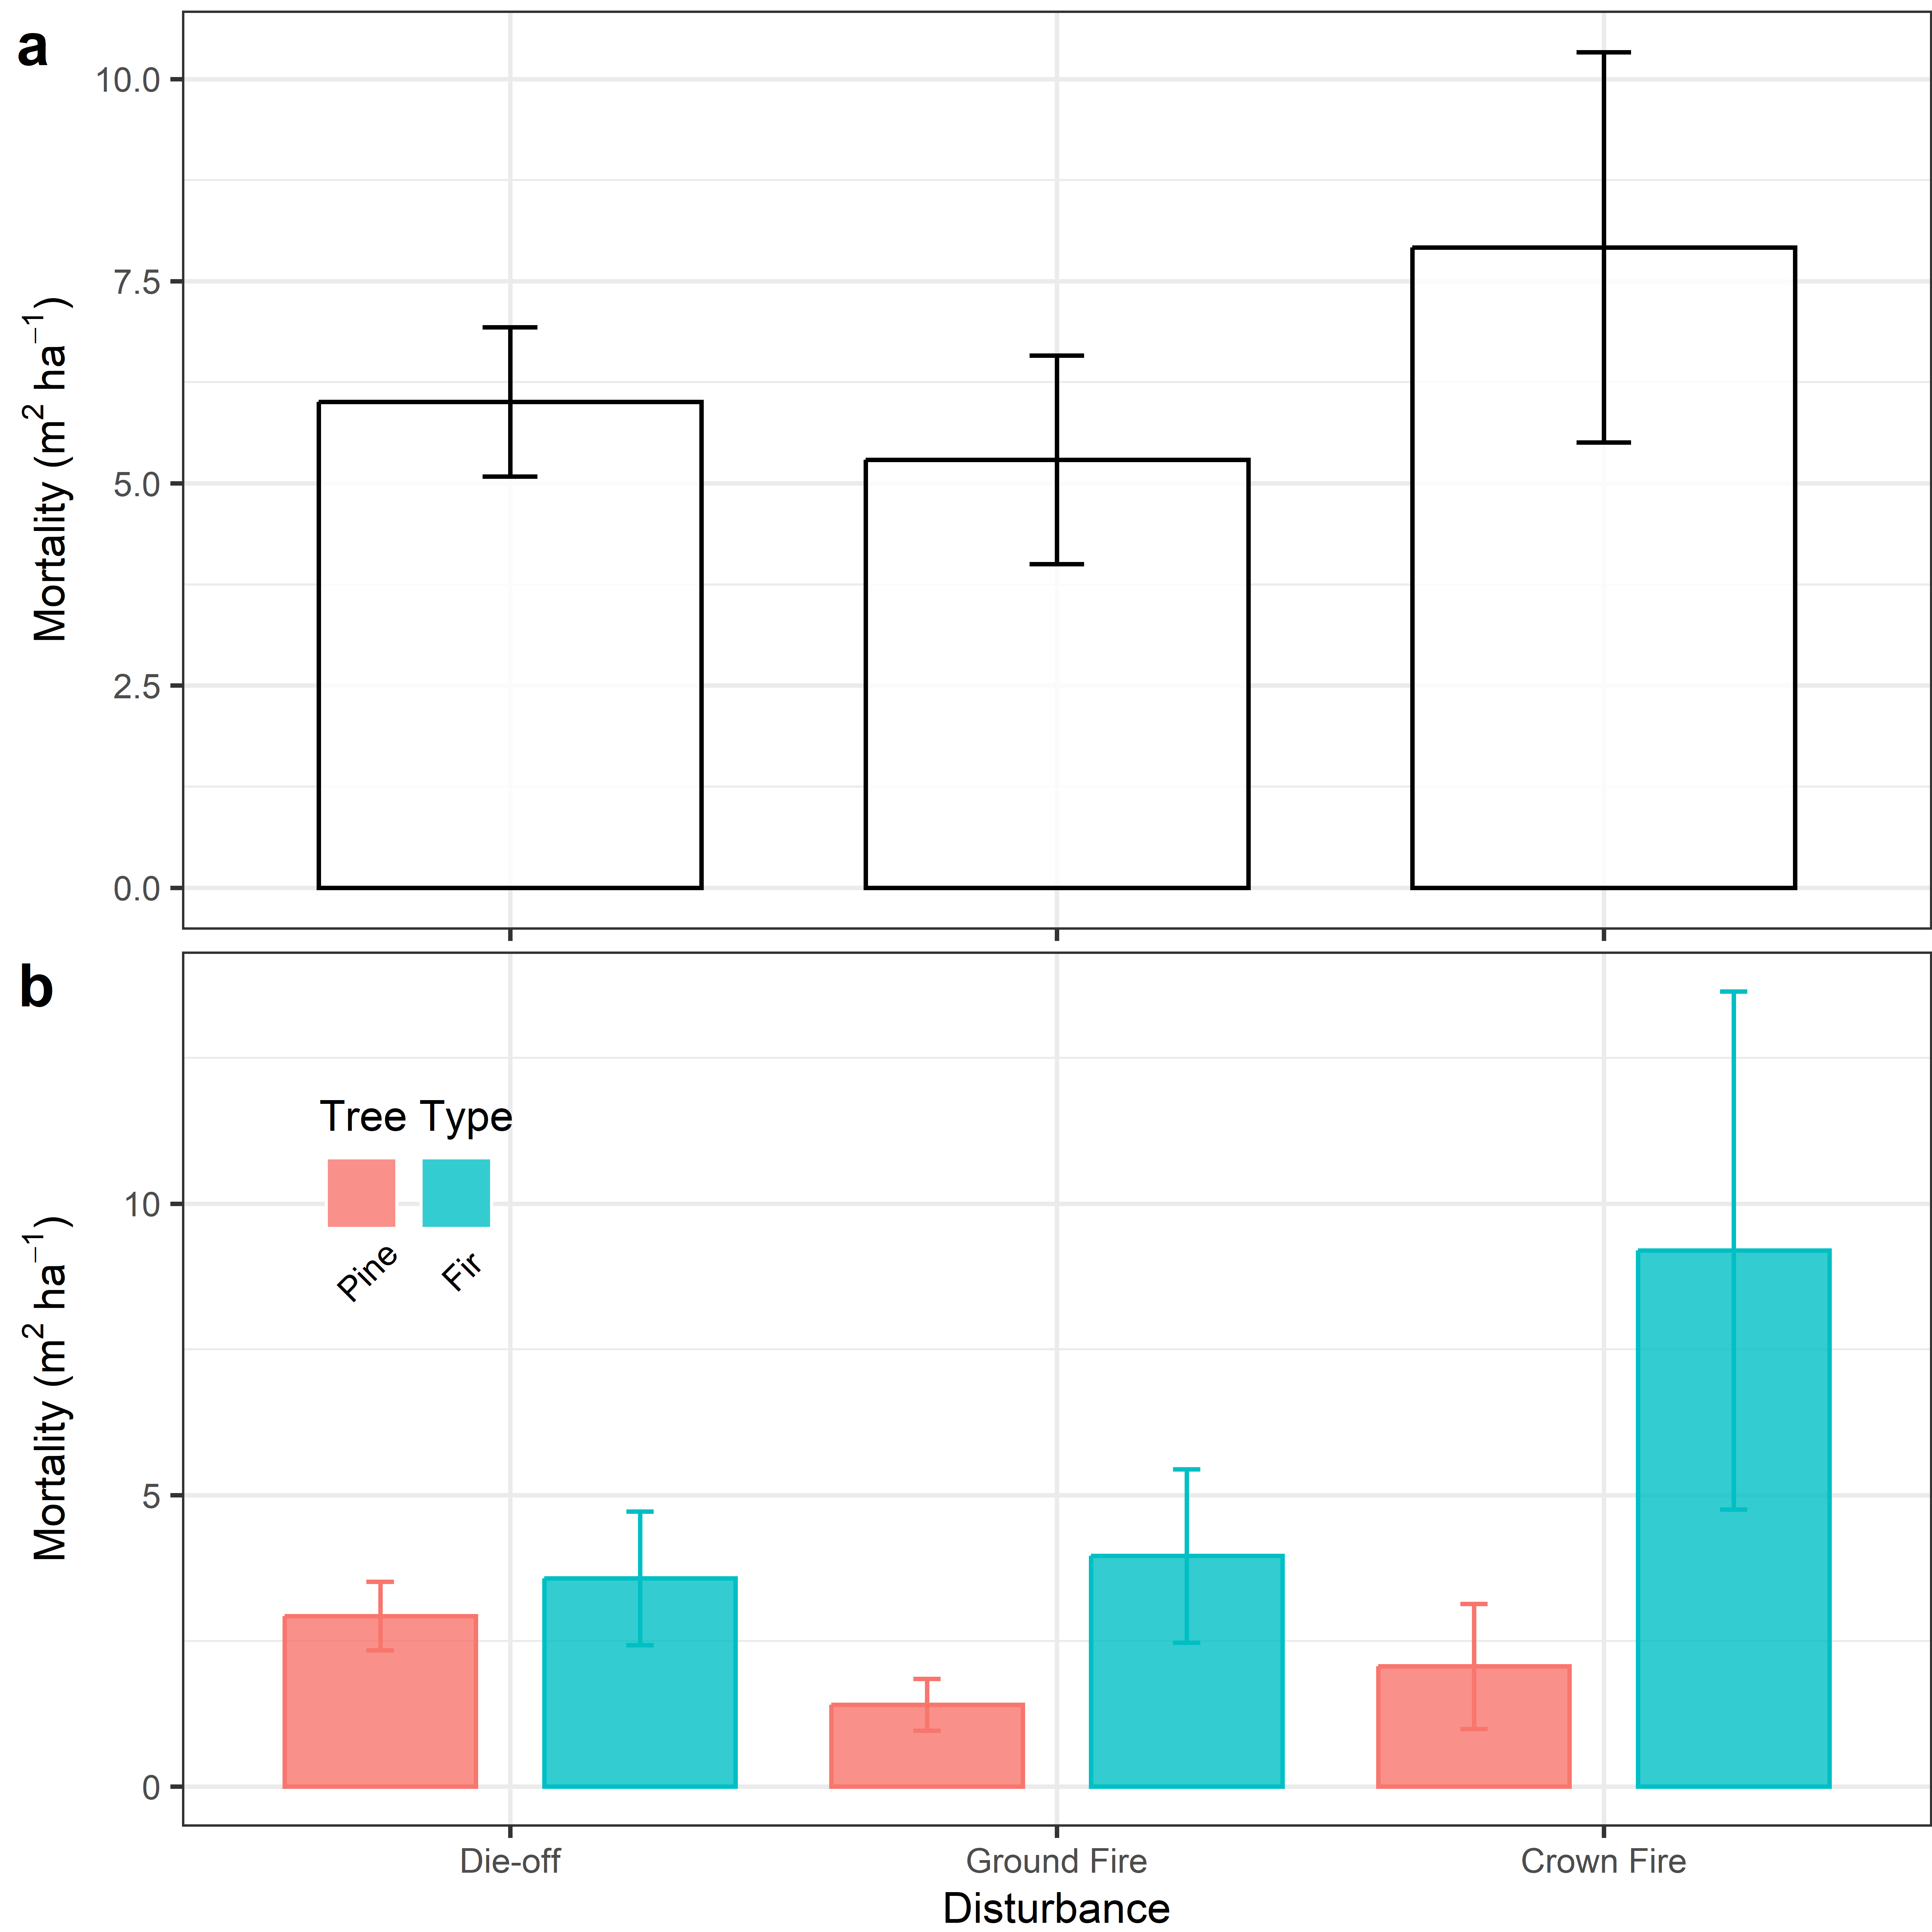 a
10.0
7.5
5.0
2.5
0.0
Mortality (m² ha⁻¹)
b
Tree Type
Pine Fir
10
5
0
Mortality (m² ha⁻¹)
Die-off Ground Fire Crown Fire
Disturbance